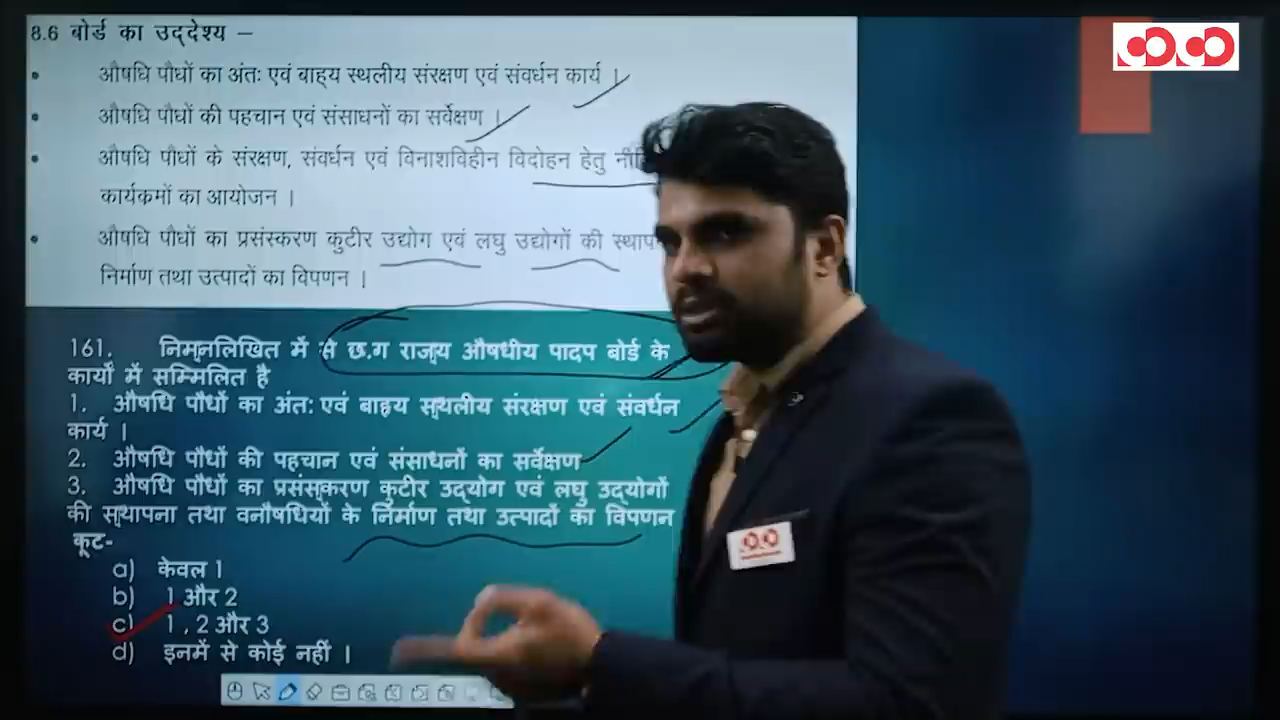 8.6 बोर्ड का उद्देश्य –
• औषधि पौधों का अंतः एवं बाह्य स्थलीय संरक्षण एवं संवर्धन कार्य ।
• औषधि पौधों की पहचान एवं संसाधनों का सर्वेक्षण ।
• औषधि पौधों के संरक्षण, संवर्धन एवं विनाशविहीन विदोहन हेतु
कार्यकमों का आयोजन ।
• औषधि पौधों का प्रसंस्करण कुटीर उद्योग एवं लघु उद्योगों की
निर्माण तथा उत्पादों का विपणन ।
161. निम्नलिखित में से छ.ग राज्य औषधीय पादप बोर्ड के
कार्यों में सम्मिलित है
1. औषधि पौधों का अंत: एवं बाह्य स्थलीय संरक्षण एवं संवर्धन
कार्य ।
2. औषधि पौधों की पहचान एवं संसाधनों का सर्वेक्षण
3. औषधि पौधों का प्रसंस्करण कुटीर उद्योग एवं लघु उद्योगों
की स्थापना तथा वनौषधियों के निर्माण तथा उत्पादों का विपणन
कूट-
a) केवल 1
b) 1 और 2
c) 1 , 2 और 3
d) इनमें से कोई नहीं ।